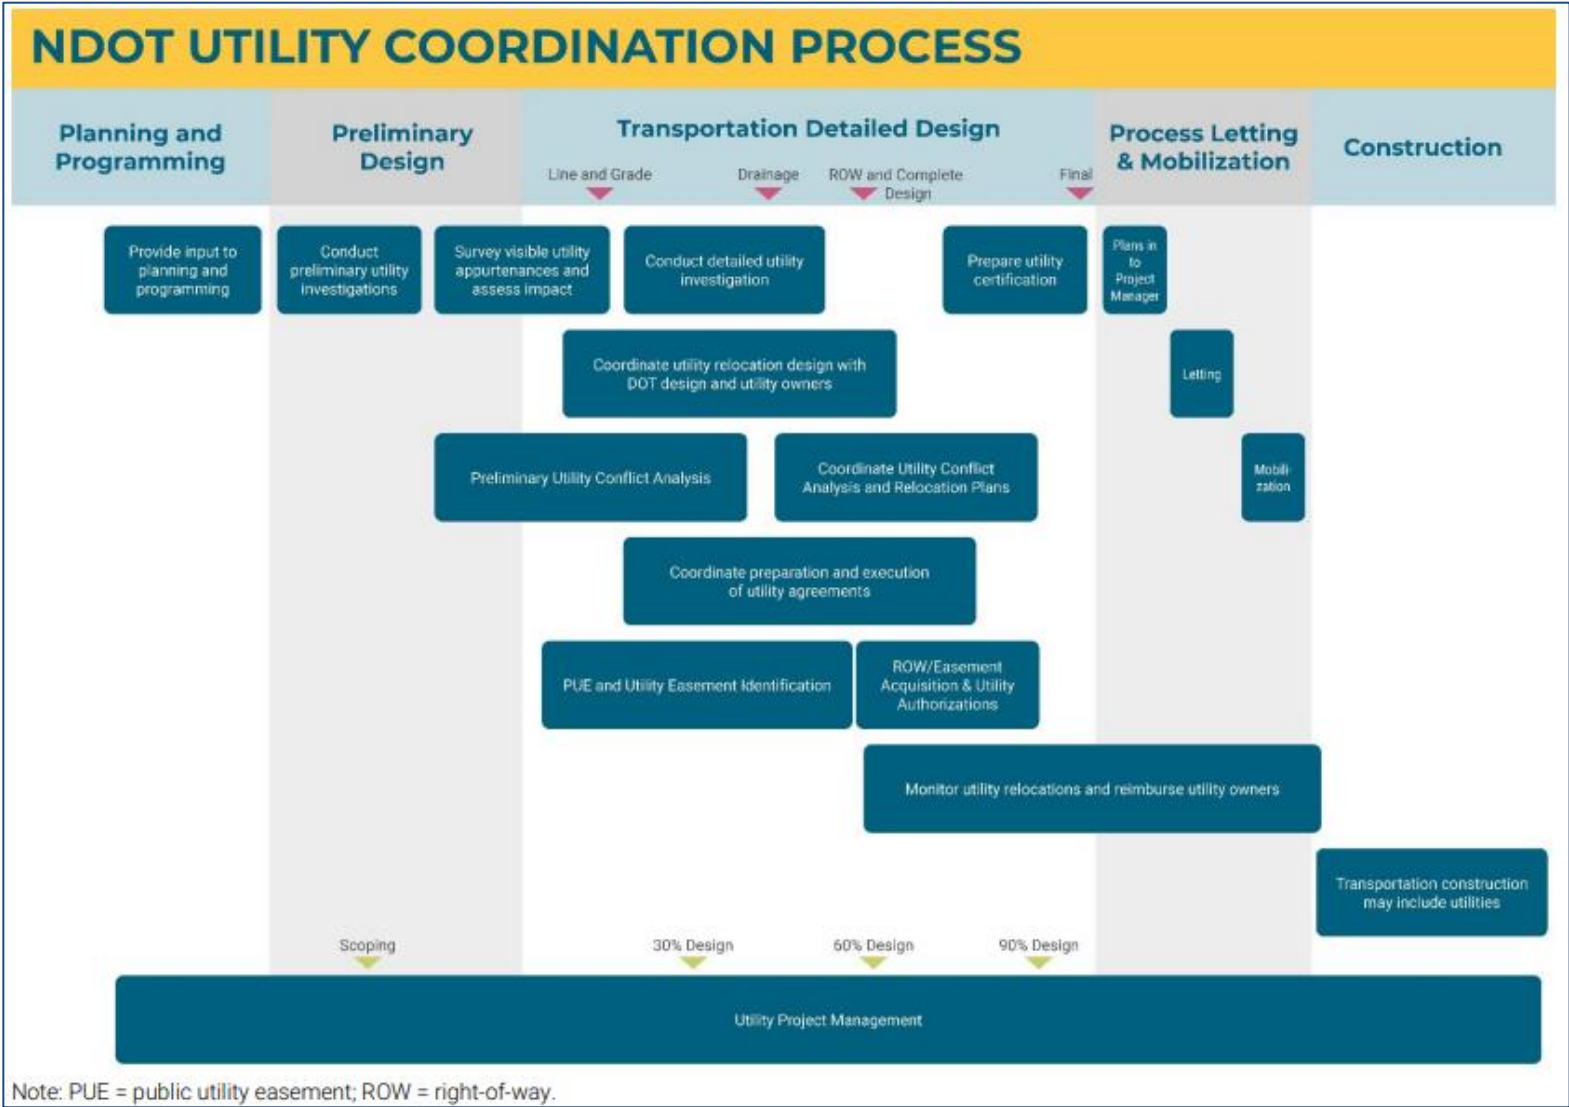 NDOT UTILITY COORDINATION PROCESS
Planning and
Programming
Preliminary
Design
Transportation Detailed Design
Line and Grade
Drainage
ROW and Complete
Design
Final
Process Letting
& Mobilization
Construction
Provide input to
planning and
programming
Conduct
preliminary utility
investigations
Survey visible utility
appurtenances and
assess impact
Conduct detailed utility
investigation
Prepare utility
certification
Plans in
to
Project
Manager
Coordinate utility relocation design with
DOT design and utility owners
Letting
Preliminary Utility Conflict Analysis
Coordinate Utility Conflict
Analysis and Relocation Plans
Mobili-
zation
Coordinate preparation and execution
of utility agreements
PUE and Utility Easement Identification
ROW/Easement
Acquisition & Utility
Authorizations
Monitor utility relocations and reimburse utility owners
Transportation construction
may include utilities
Scoping
30% Design
60% Design
90% Design
Utility Project Management
Note: PUE = public utility easement; ROW = right-of-way.